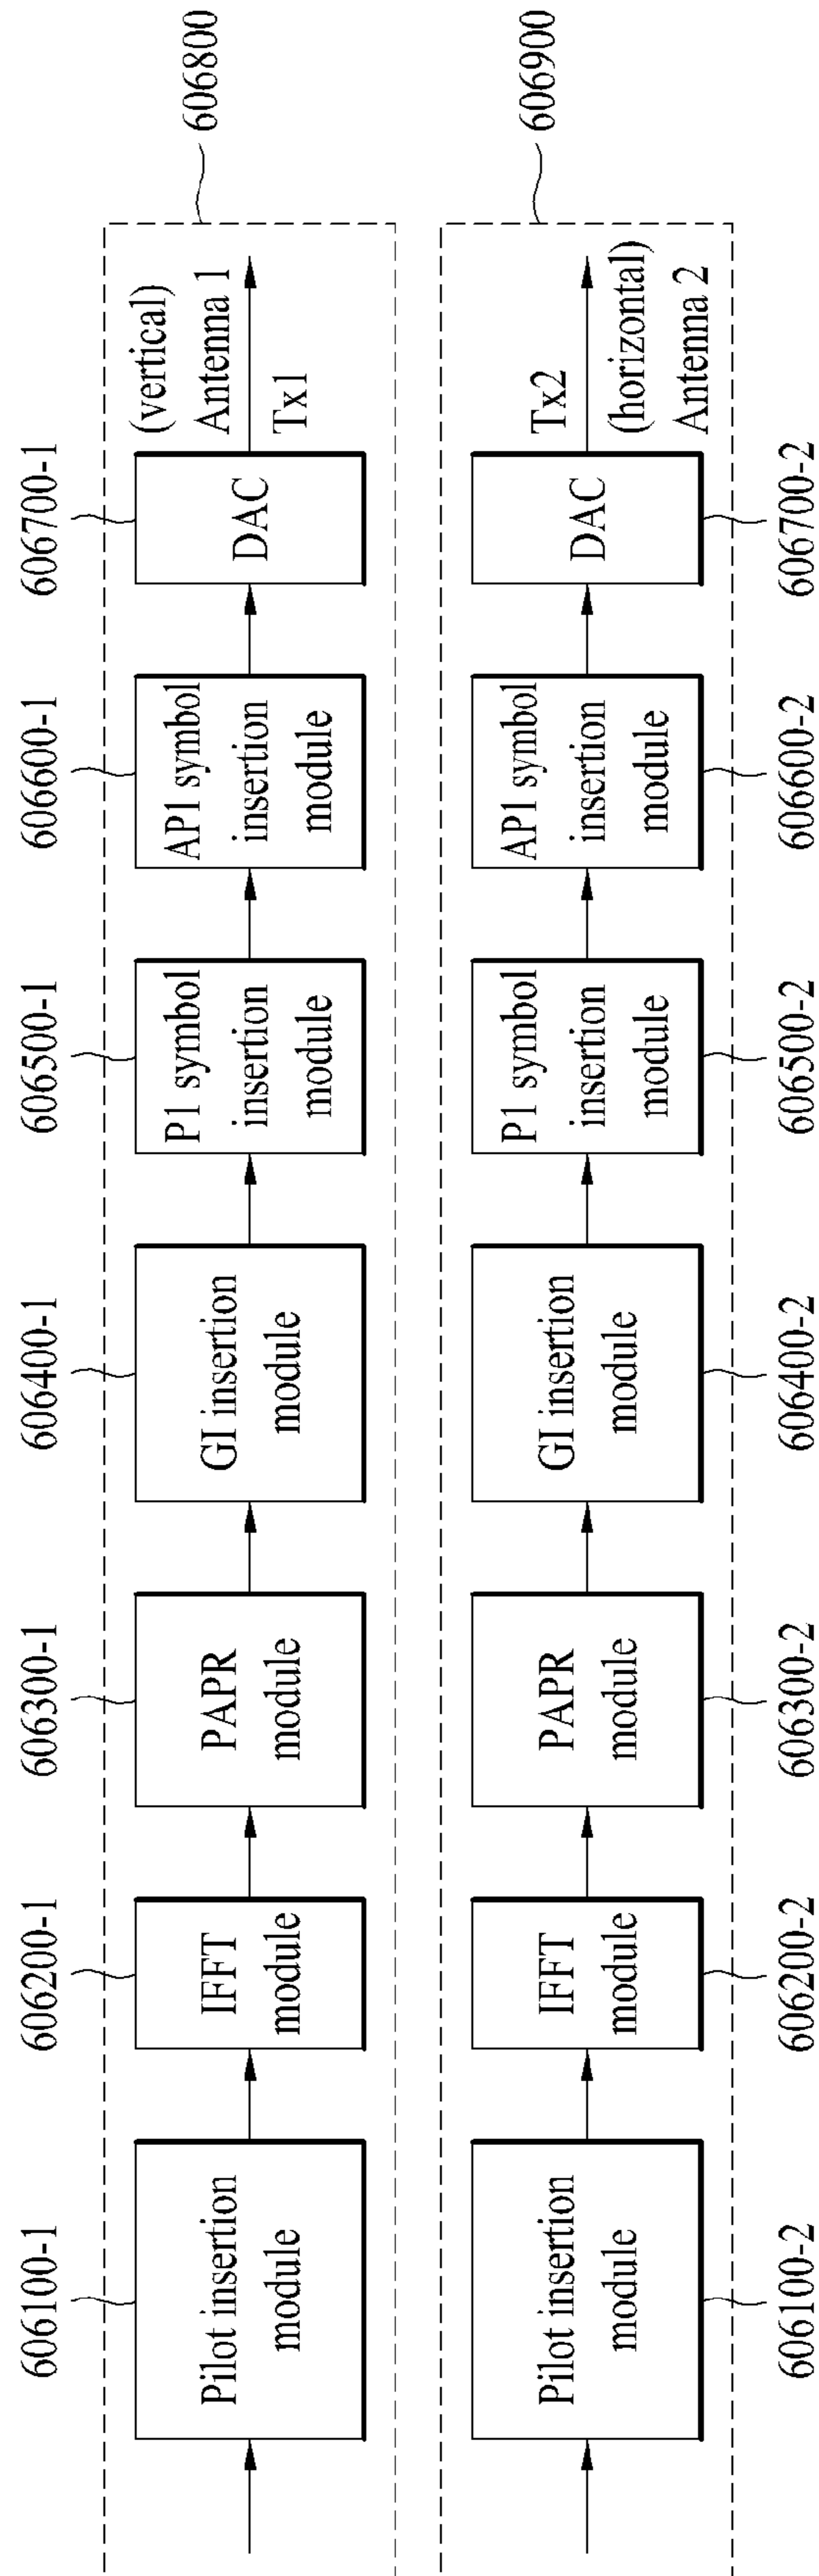 606100-1
606200-1
606300-1
606400-1
606500-1
606600-1
606700-1
606800
Pilot insertion
module
IFFT
module
PAPR
module
GI insertion
module
P1 symbol
insertion
module
AP1 symbol
insertion
module
DAC
(vertical)
Antenna 1
Tx1
606900
Pilot insertion
module
IFFT
module
PAPR
module
GI insertion
module
P1 symbol
insertion
module
AP1 symbol
insertion
module
DAC
Tx2
(horizontal)
Antenna 2
606100-2
606200-2
606300-2
606400-2
606500-2
606600-2
606700-2